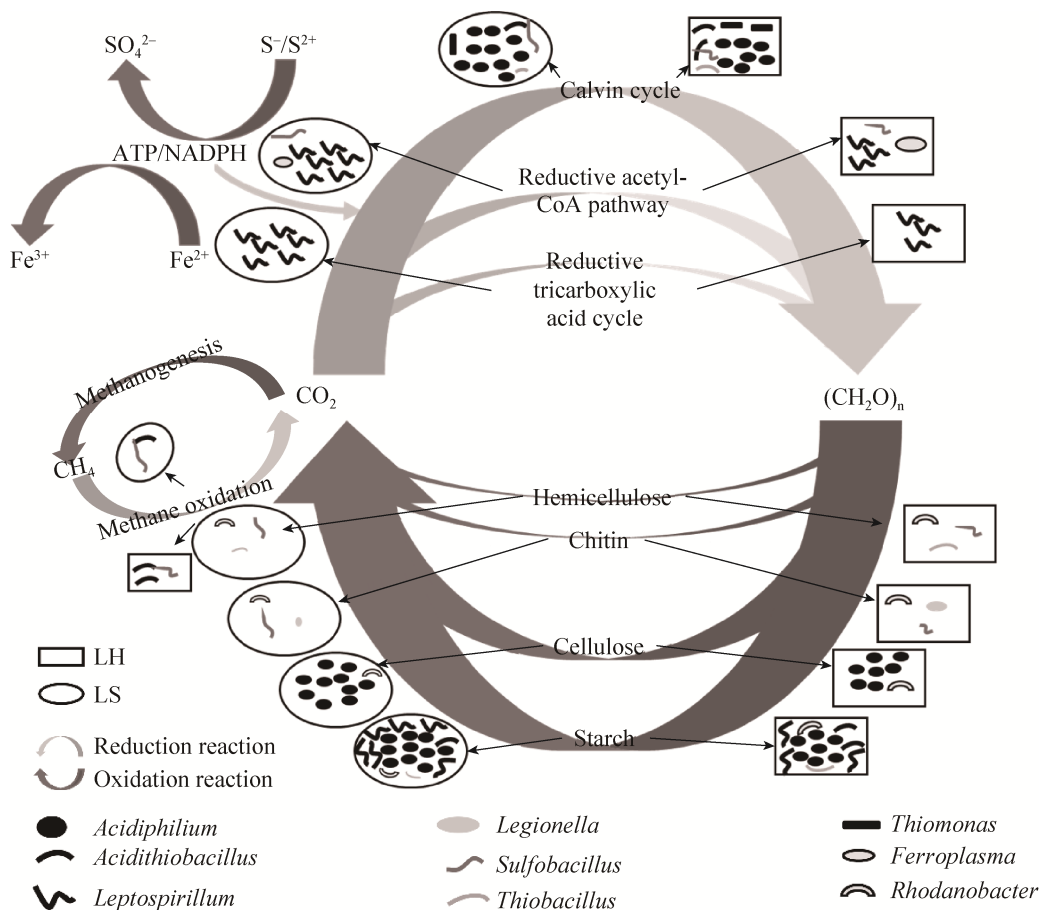 SO₄²⁻
S⁻/S²⁺
Calvin cycle
ATP/NADPH
Reductive acetyl-
CoA pathway
Fe³⁺
Fe²⁺
Reductive
tricarboxylic
acid cycle
Methanogenesis
CO₂
(CH₂O)ₙ
CH₄
Methane oxidation
Hemicellulose
Chitin
Cellulose
Starch
LH
LS
Reduction reaction
Oxidation reaction
Acidiphilium
Acidithiobacillus
Leptospirillum
Legionella
Sulfobacillus
Thiobacillus
Thiomonas
Ferroplasma
Rhodanobacter